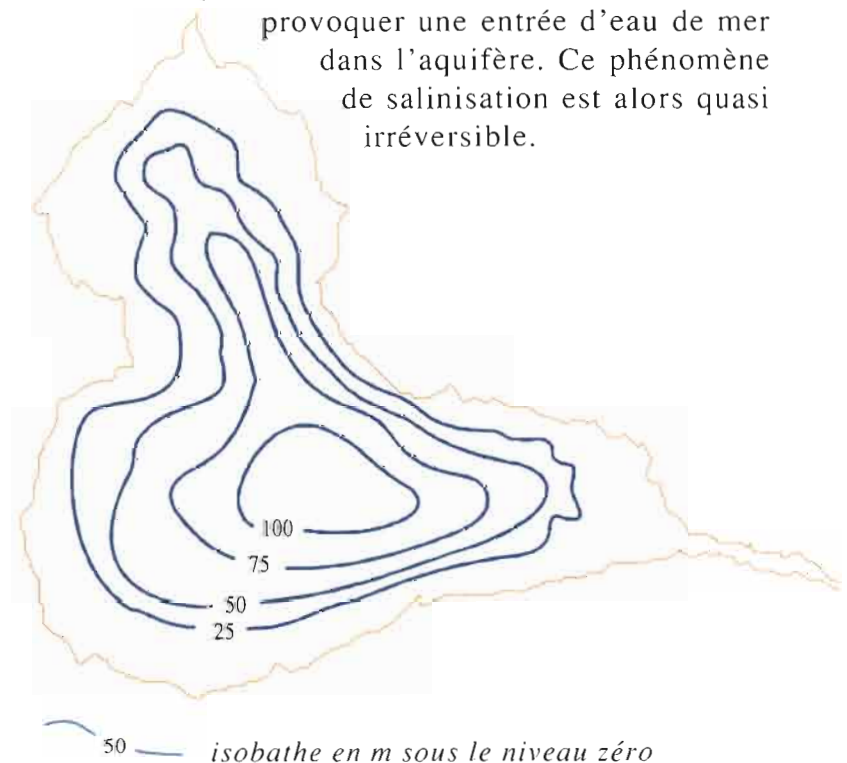 provoquer une entrée d'eau de mer
dans l'aquifère. Ce phénomène
de salinisation est alors quasi
irréversible.
100
75
50
25
50
isobathe en m sous le niveau zéro